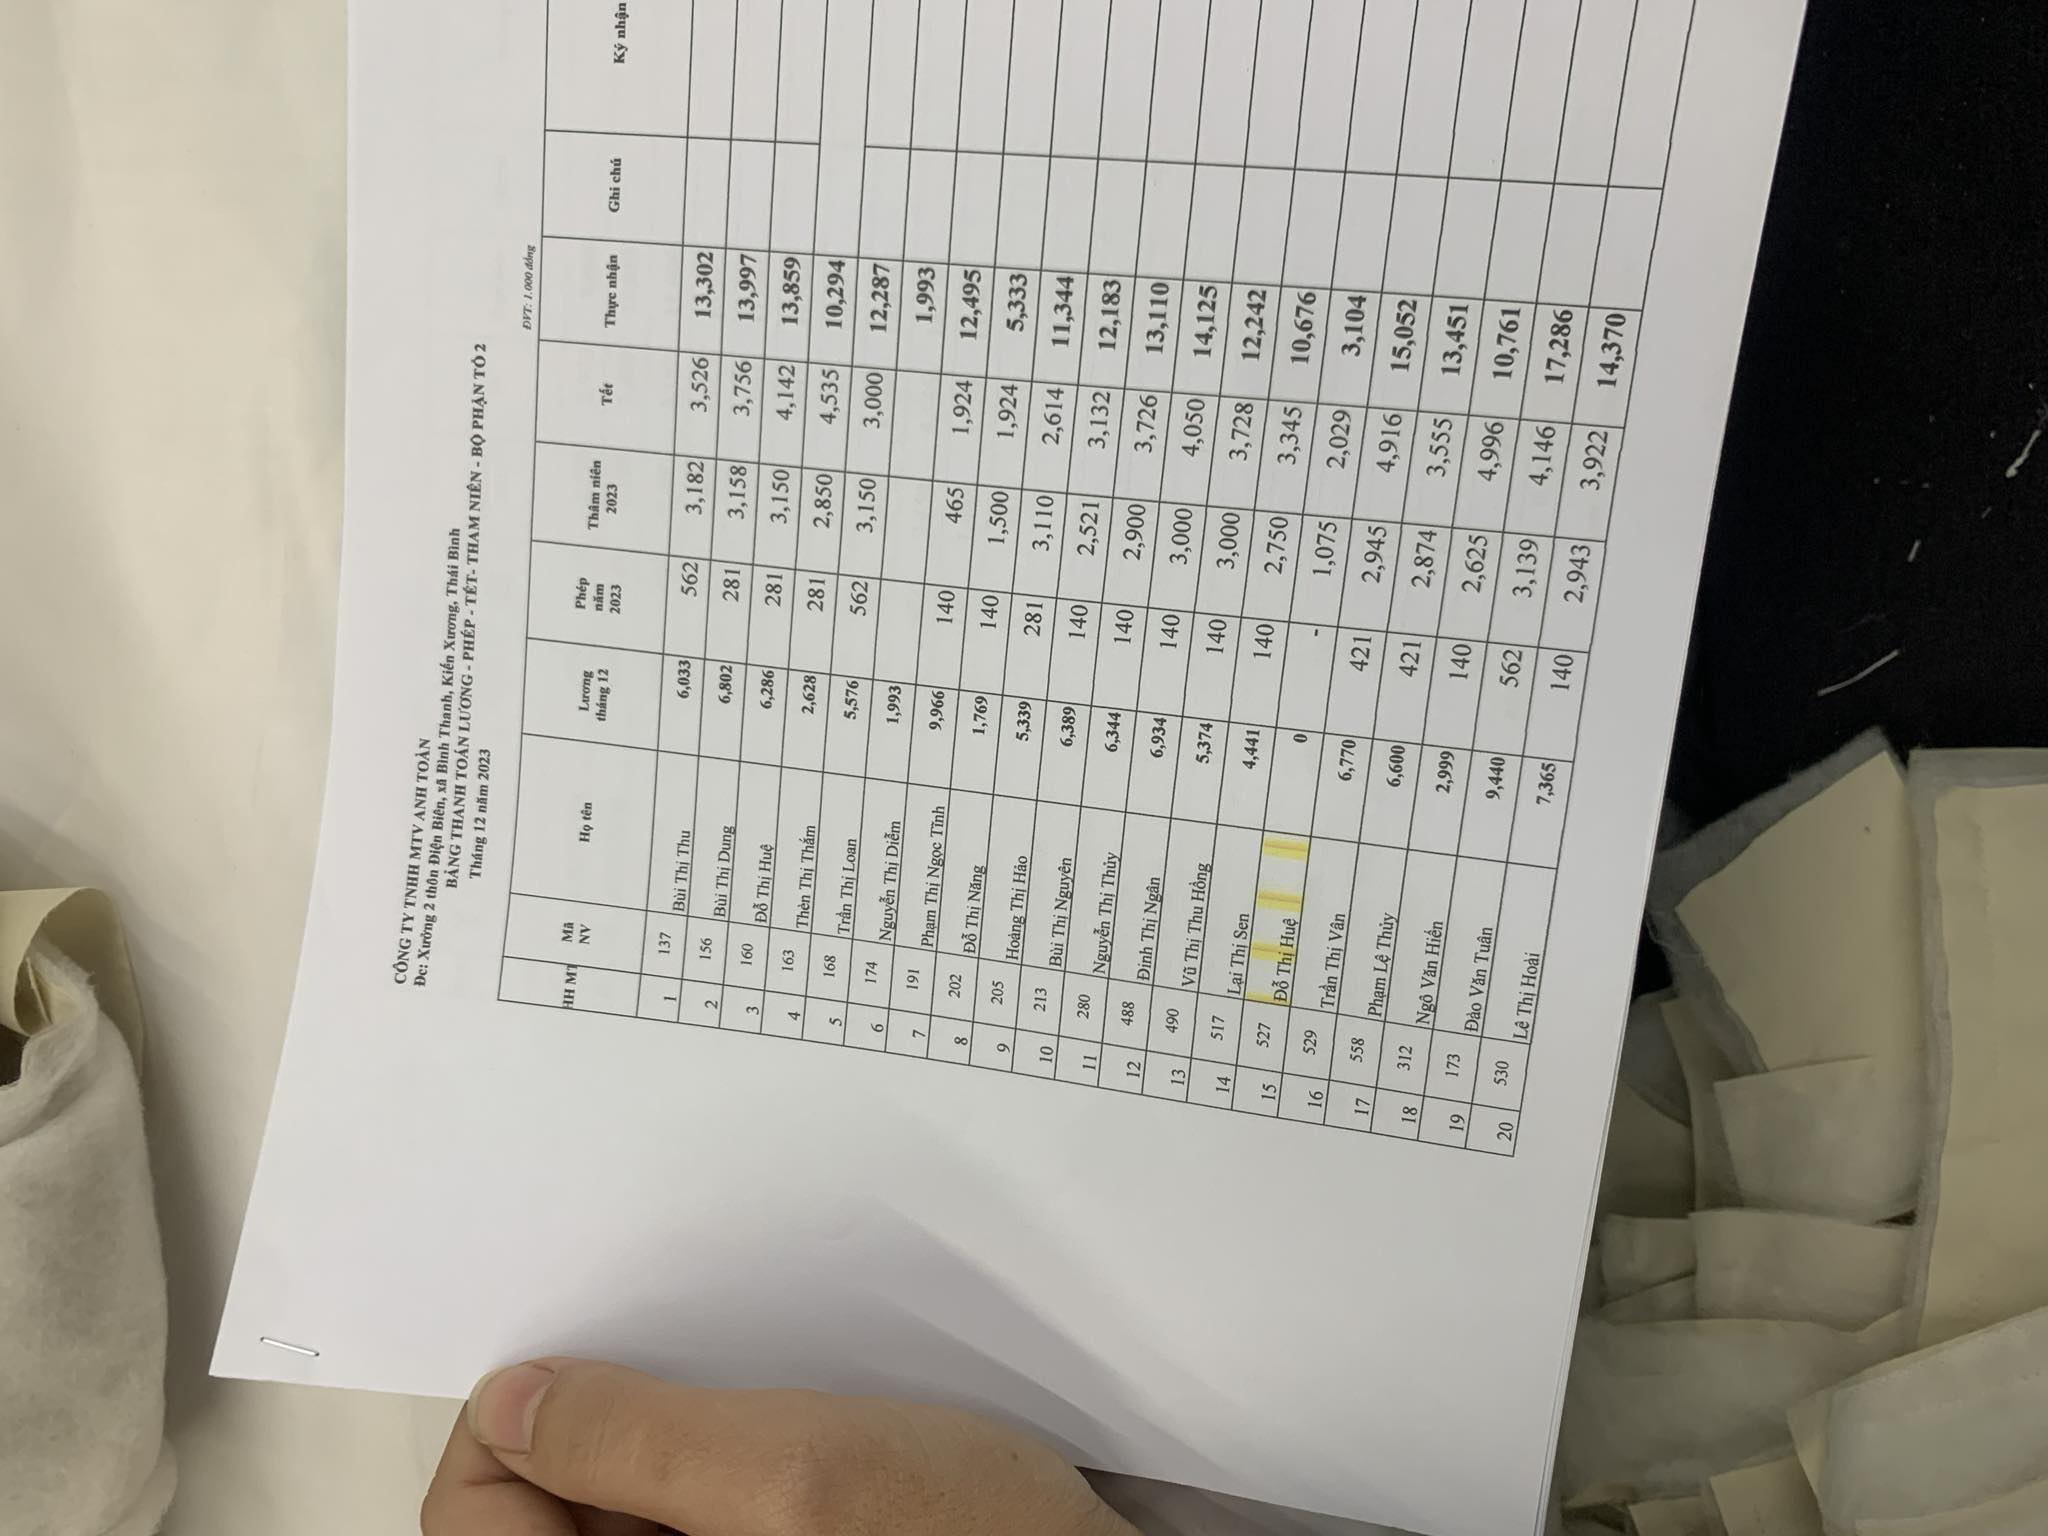 CÔNG TY TNHH MTV ANH TOÀN
Đc: Xưởng 2 thôn Điện Biên, xã Bình Thanh, Kiến Xương, Thái Bình
BẢNG THANH TOÁN LƯƠNG - PHÉP - TẾT- THAM NIÊN - BỘ PHẬN TỔ 2
Tháng 12 năm 2023
ĐVT: 1.000 đồng
HH MT Mã NV Họ tên Lương tháng 12 Phép năm 2023 Thâm niên 2023 Tết Thực nhận Ghi chú Ký nhận
1 137 Bùi Thị Thu 6,033 562 3,182 3,526 13,302
2 156 Bùi Thị Dung 6,802 281 3,158 3,756 13,997
3 160 Đỗ Thị Huệ 6,286 281 3,150 4,142 13,859
4 163 Thèn Thị Thắm 2,628 281 2,850 4,535 10,294
5 168 Trần Thị Loan 5,576 562 3,150 3,000 12,287
6 174 Nguyễn Thị Diễm 1,993 1,993
7 191 Phạm Thị Ngọc Tĩnh 9,966 140 465 1,924 12,495
8 202 Đỗ Thị Năng 1,769 140 1,500 1,924 5,333
9 205 Hoàng Thị Hảo 5,339 281 3,110 2,614 11,344
10 213 Bùi Thị Nguyên 6,389 140 2,521 3,132 12,183
11 280 Nguyễn Thị Thủy 6,344 140 2,900 3,726 13,110
12 488 Đinh Thị Ngân 6,934 140 3,000 4,050 14,125
13 490 Vũ Thị Thu Hồng 5,374 140 3,000 3,728 12,242
14 517 Lại Thị Sen 4,441 140 2,750 3,345 10,676
15 527 Đỗ Thị Huệ 0 - 1,075 2,029 3,104
16 529 Trần Thị Vân 6,770 421 2,945 4,916 15,052
17 558 Phạm Lệ Thủy 6,600 421 2,874 3,555 13,451
18 312 Ngô Văn Hiến 2,999 140 2,625 4,996 10,761
19 173 Đào Văn Tuân 9,440 562 3,139 4,146 17,286
20 530 Lê Thị Hoài 7,365 140 2,943 3,922 14,370